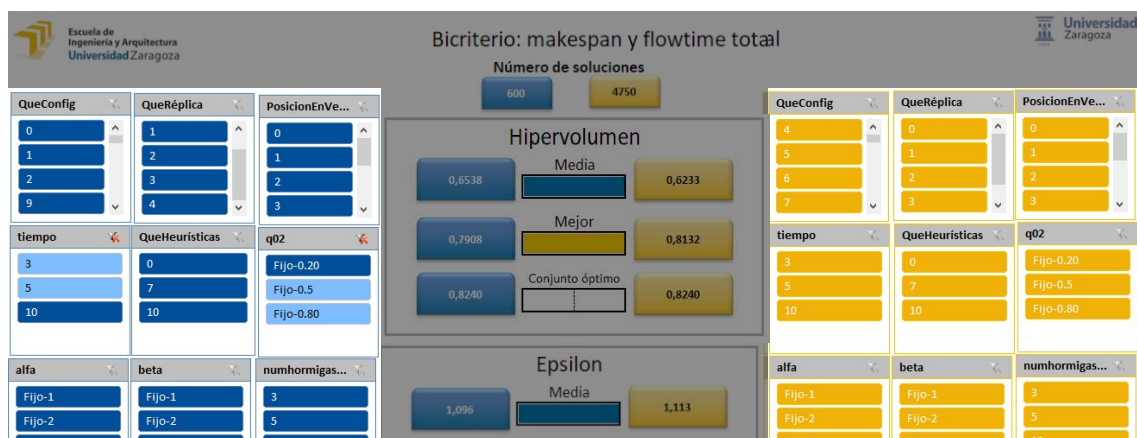 Escuela de
Ingeniería y Arquitectura
Universidad Zaragoza
Bicriterio: makespan y flowtime total
Universidad
Zaragoza
Número de soluciones
600
4750
QueConfig
0
1
2
9
QueRéplica
1
2
3
4
PosicionEnVe...
0
1
2
3
tiempo
3
5
10
QueHeurísticas
0
7
10
q02
Fijo-0.20
Fijo-0.5
Fijo-0.80
alfa
Fijo-1
Fijo-2
beta
Fijo-1
Fijo-2
numhormigas...
3
5
Hipervolumen
Media
0,6538
0,6233
Mejor
0,7908
0,8132
Conjunto óptimo
0,8240
0,8240
Epsilon
Media
1,096
1,113
QueConfig
4
5
6
7
QueRéplica
0
1
2
3
PosicionEnVe...
0
1
2
3
tiempo
3
5
10
QueHeurísticas
0
7
10
q02
Fijo-0.20
Fijo-0.5
Fijo-0.80
alfa
Fijo-1
Fijo-2
beta
Fijo-1
Fijo-2
numhormigas...
3
5